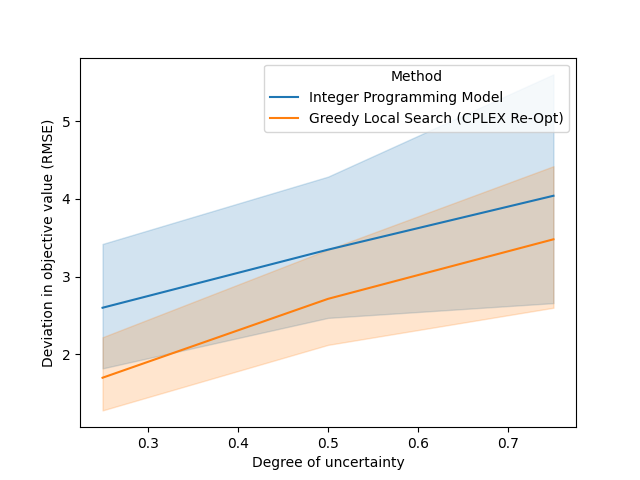 Method
Integer Programming Model
Greedy Local Search (CPLEX Re-Opt)
Deviation in objective value (RMSE)
5
4
3
2
0.3 0.4 0.5 0.6 0.7
Degree of uncertainty